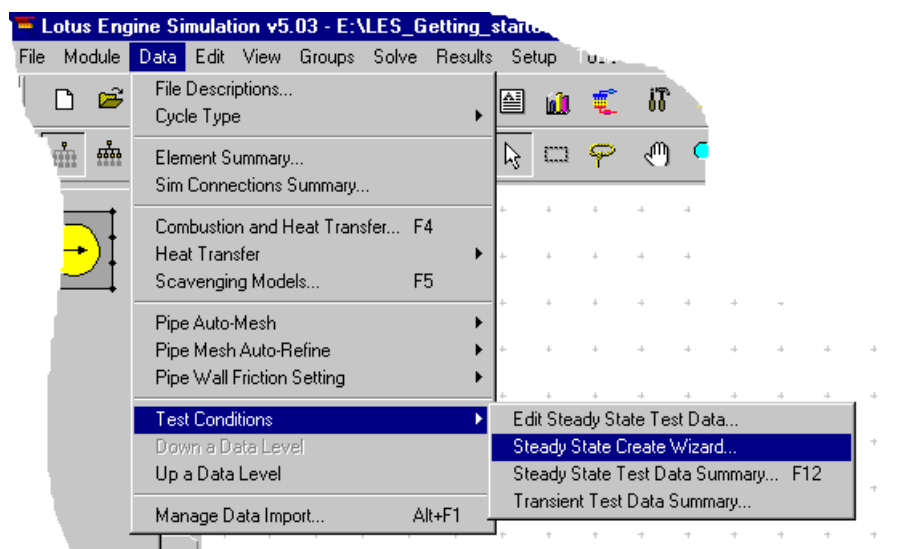 Lotus Engine Simulation v5.03 - E:\LES_Getting_
File Module Data Edit View Groups Solve Results Setup
File Descriptions...
Cycle Type
Element Summary...
Sim Connections Summary...
Combustion and Heat Transfer... F4
Heat Transfer
Scavenging Models... F5
Pipe Auto-Mesh
Pipe Mesh Auto-Refine
Pipe Wall Friction Setting
Test Conditions
Down a Data Level
Up a Data Level
Manage Data Import... Alt+F1
Edit Steady State Test Data...
Steady State Create Wizard...
Steady State Test Data Summary... F12
Transient Test Data Summary...